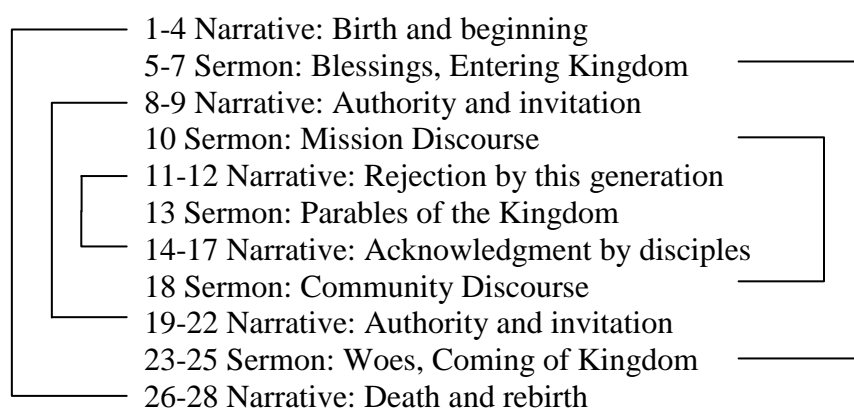 1-4 Narrative: Birth and beginning
5-7 Sermon: Blessings, Entering Kingdom
8-9 Narrative: Authority and invitation
10 Sermon: Mission Discourse
11-12 Narrative: Rejection by this generation
13 Sermon: Parables of the Kingdom
14-17 Narrative: Acknowledgment by disciples
18 Sermon: Community Discourse
19-22 Narrative: Authority and invitation
23-25 Sermon: Woes, Coming of Kingdom
26-28 Narrative: Death and rebirth